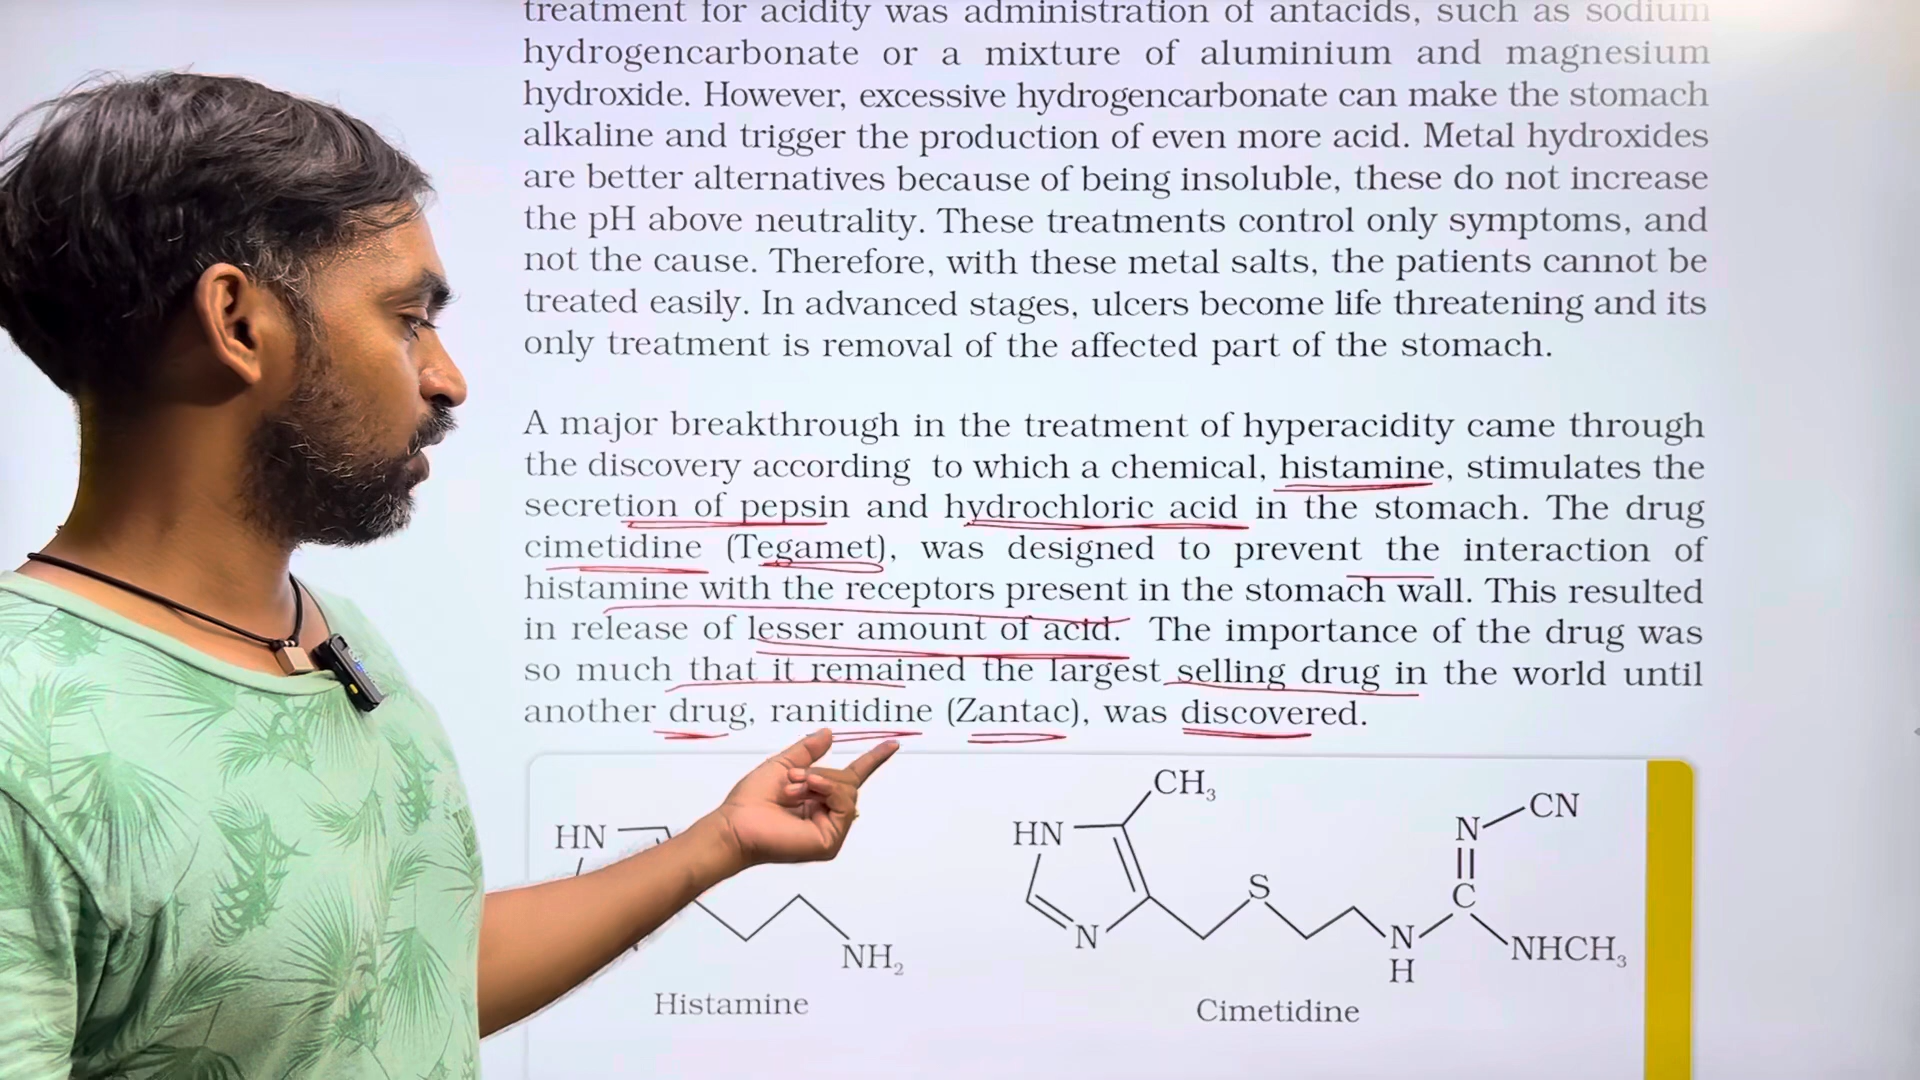 treatment for acidity was administration of antacids, such as sodium
hydrogencarbonate or a mixture of aluminium and magnesium
hydroxide. However, excessive hydrogencarbonate can make the stomach
alkaline and trigger the production of even more acid. Metal hydroxides
are better alternatives because of being insoluble, these do not increase
the pH above neutrality. These treatments control only symptoms, and
not the cause. Therefore, with these metal salts, the patients cannot be
treated easily. In advanced stages, ulcers become life threatening and its
only treatment is removal of the affected part of the stomach.
A major breakthrough in the treatment of hyperacidity came through
the discovery according to which a chemical, histamine, stimulates the
secretion of pepsin and hydrochloric acid in the stomach. The drug
cimetidine (Tegamet), was designed to prevent the interaction of
histamine with the receptors present in the stomach wall. This resulted
in release of lesser amount of acid. The importance of the drug was
so much that it remained the largest selling drug in the world until
another drug, ranitidine (Zantac), was discovered.
HN
NH₂
Histamine
CH₃
HN
N
S
N
H
C
N
CN
NHCH₃
Cimetidine